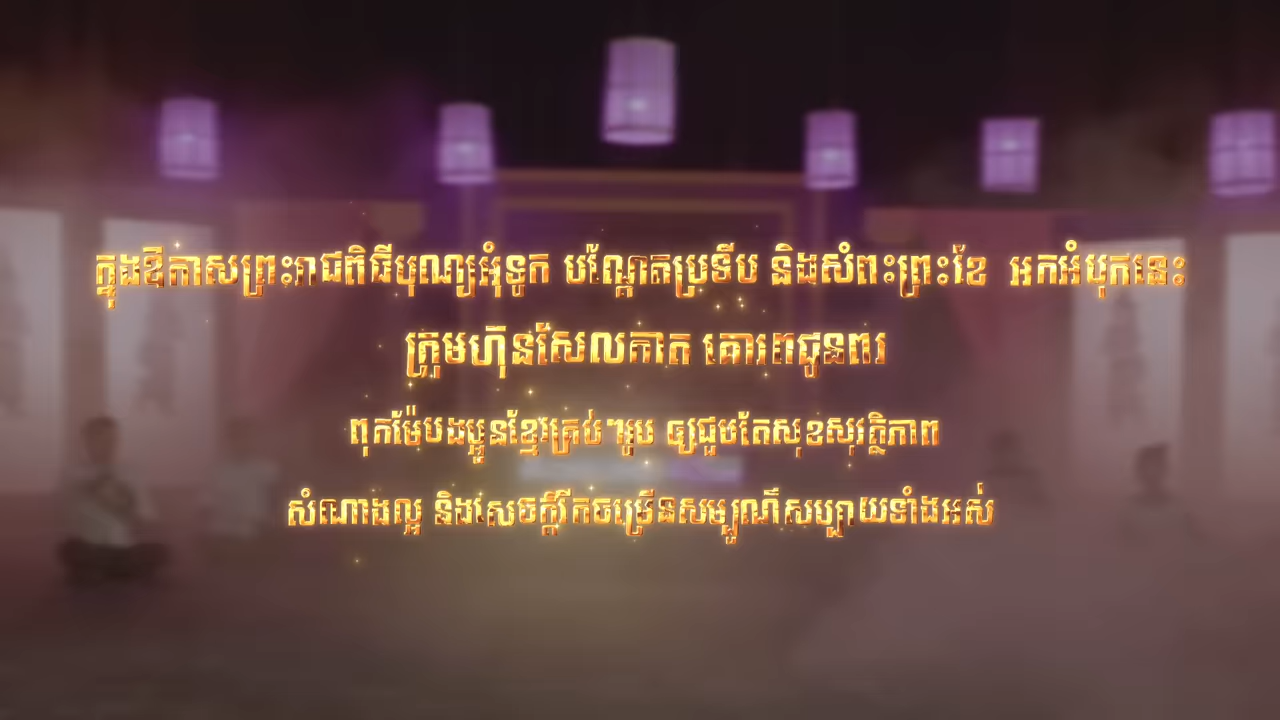 ក្នុងឱកាសព្រះរាជពិធីបុណ្យអុំទូក បណ្តែតប្រទីប និងសំពះព្រះខែ អកអំបុកនេះ
ក្រុមហ៊ុនសែលកាត គោរពជូនពរ
ពុកម៉ែបងប្អូនខ្មែរគ្រប់ៗរូប ឲ្យជួបតែសុខសុវត្ថិភាព
សំណាងល្អ និងសេចក្តីរីកចម្រើនសម្បូណ៌សប្បាយទាំងអស់